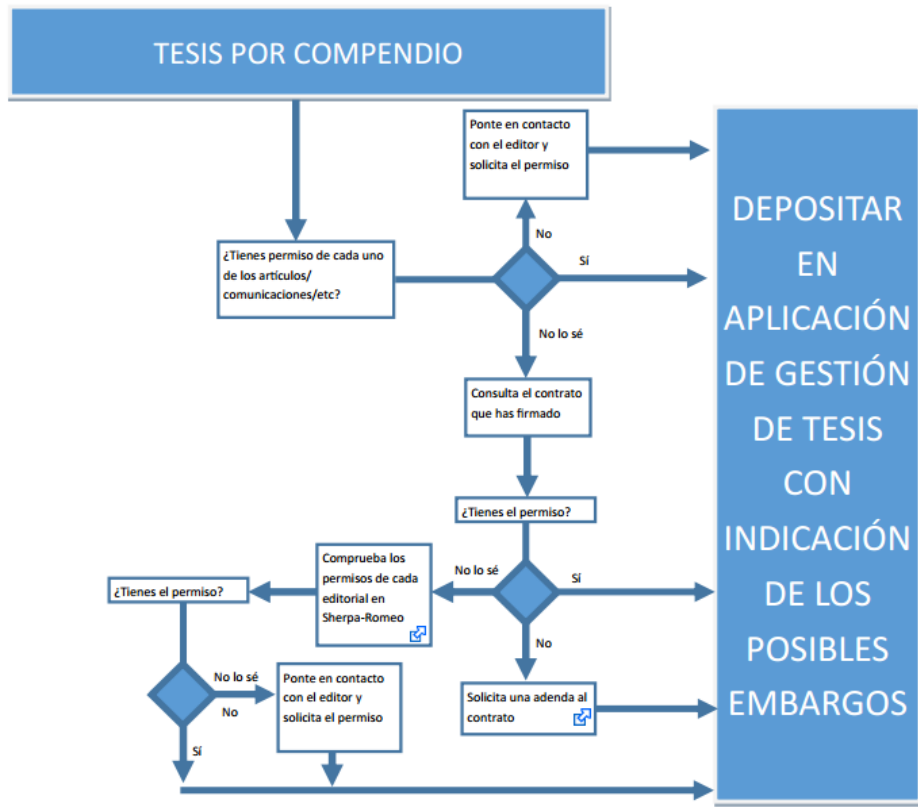 TESIS POR COMPENDIO
Ponte en contacto
con el editor y
solicita el permiso
No
¿Tienes permiso de cada uno
de los artículos/
comunicaciones/etc?
Sí
No lo sé
Consulta el contrato
que has firmado
¿Tienes el permiso?
No lo sé
Sí
No
Comprueba los
permisos de cada
editorial en
Sherpa-Romeo
¿Tienes el permiso?
No lo sé
No
Sí
Ponte en contacto
con el editor y
solicita el permiso
Solicita una adenda al
contrato
DEPOSITAR
EN
APLICACIÓN
DE GESTIÓN
DE TESIS
CON
INDICACIÓN
DE LOS
POSIBLES
EMBARGOS